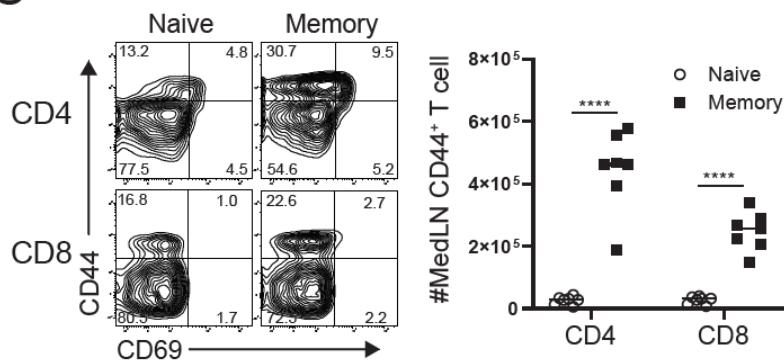 Naive
Memory
CD4
13.2
4.8
77.5
4.5
30.7
9.5
54.6
5.2
CD8
16.8
1.0
80.5
1.7
22.6
2.7
72.5
2.2
CD44
CD69
#MedLN CD44⁺ T cell
8×10⁵
6×10⁵
4×10⁵
2×10⁵
0
Naive
Memory
****
****
CD4
CD8